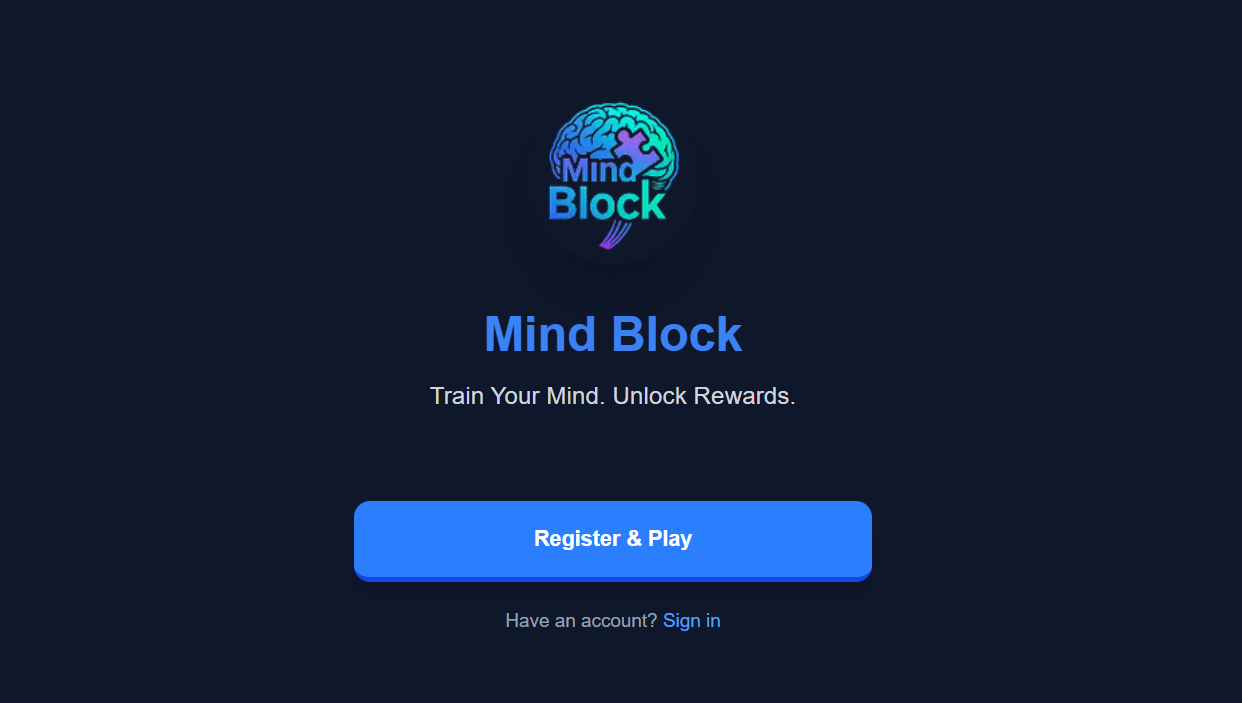 Mind
Block
Mind Block
Train Your Mind. Unlock Rewards.
Register & Play
Have an account? Sign in